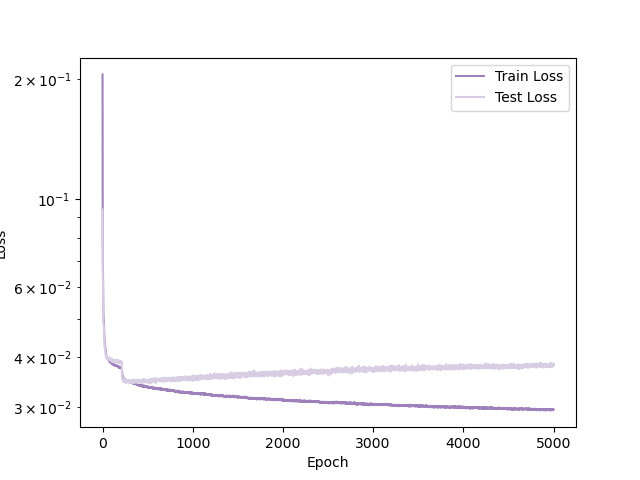 2 × 10⁻¹
10⁻¹
6 × 10⁻²
4 × 10⁻²
3 × 10⁻²
Loss
Train Loss
Test Loss
0 1000 2000 3000 4000 5000
Epoch